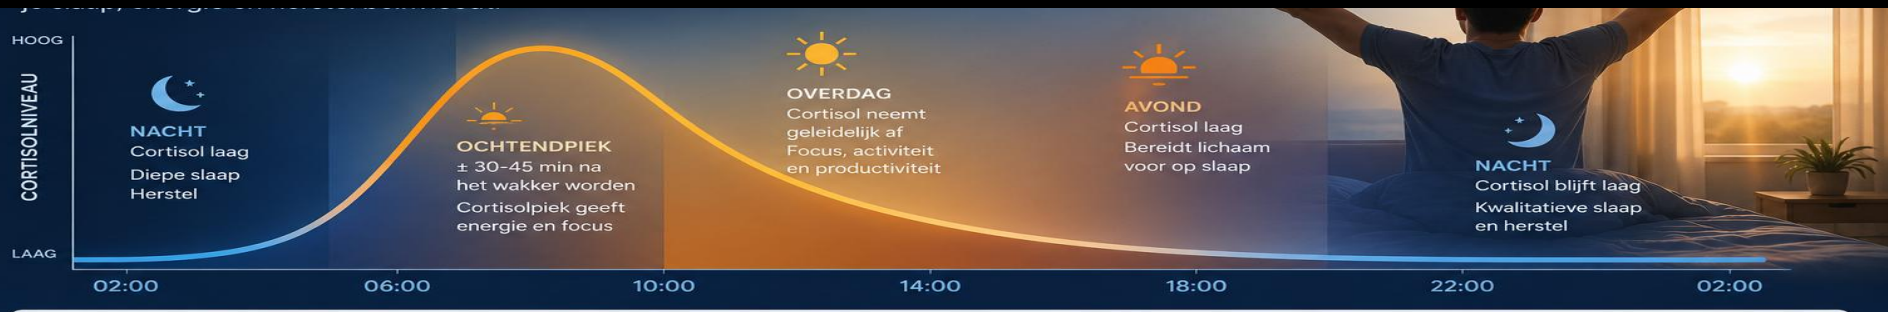 HOOG
CORTISOLNIVEAU
LAAG
NACHT
Cortisol laag
Diepe slaap
Herstel
OCHTENDPIEK
± 30-45 min na
het wakker worden
Cortisolpiek geeft
energie en focus
OVERDAG
Cortisol neemt
geleidelijk af
Focus, activiteit
en productiviteit
AVOND
Cortisol laag
Bereidt lichaam
voor op slaap
NACHT
Cortisol blijft laag
Kwalitatieve slaap
en herstel
02:00 06:00 10:00 14:00 18:00 22:00 02:00